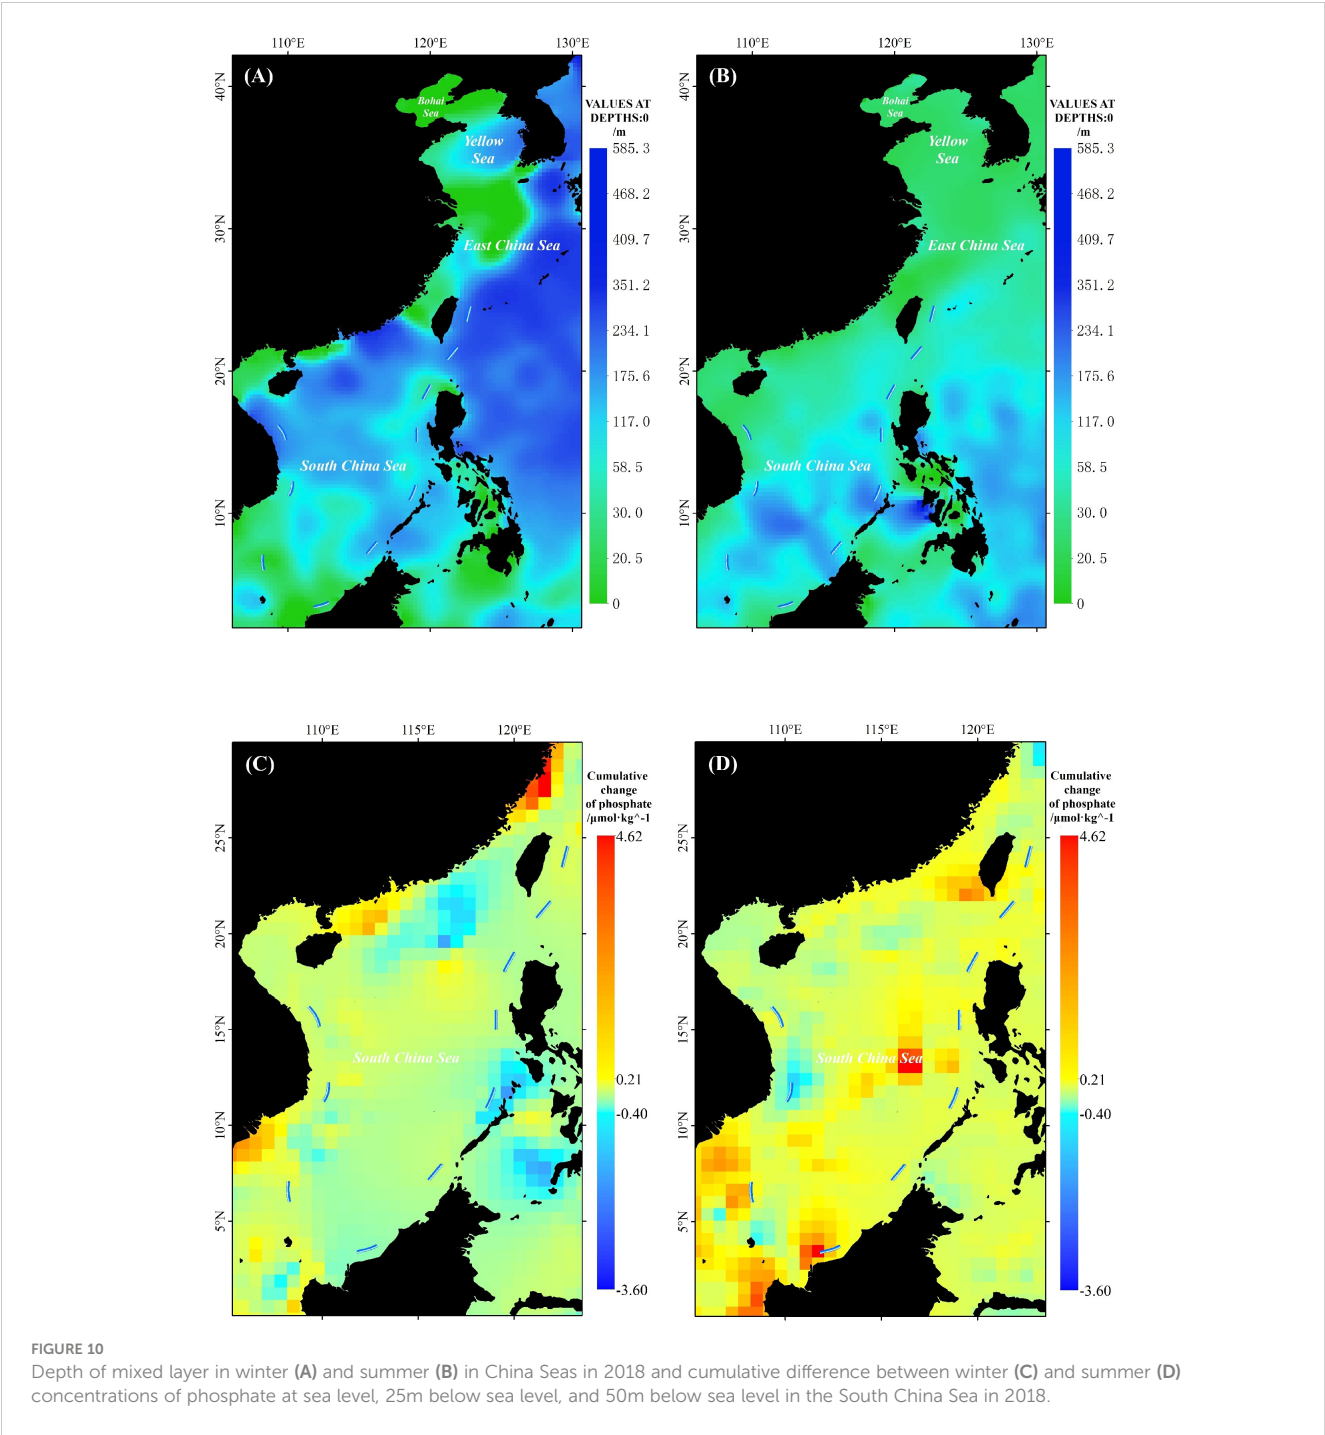 110°E 120°E 130°E
(A)
40°N
30°N
20°N
10°N
Bohai
Sea
Yellow
Sea
East China Sea
South China Sea
VALUES AT
DEPTHS:0
/m
585.3
468.2
409.7
351.2
234.1
175.6
117.0
58.5
30.0
20.5
0
110°E 120°E 130°E
(B)
40°N
30°N
20°N
10°N
Bohai
Sea
Yellow
Sea
East China Sea
South China Sea
VALUES AT
DEPTHS:0
/m
585.3
468.2
409.7
351.2
234.1
175.6
117.0
58.5
30.0
20.5
0
110°E 115°E 120°E
(C)
25°N
20°N
15°N
10°N
5°N
South China Sea
Cumulative
change
of phosphate
/μmol·kg^-1
4.62
0.21
-0.40
-3.60
110°E 115°E 120°E
(D)
25°N
20°N
15°N
10°N
5°N
South China Sea
Cumulative
change
of phosphate
/μmol·kg^-1
4.62
0.21
-0.40
-3.60
FIGURE 10
Depth of mixed layer in winter (A) and summer (B) in China Seas in 2018 and cumulative difference between winter (C) and summer (D)
concentrations of phosphate at sea level, 25m below sea level, and 50m below sea level in the South China Sea in 2018.